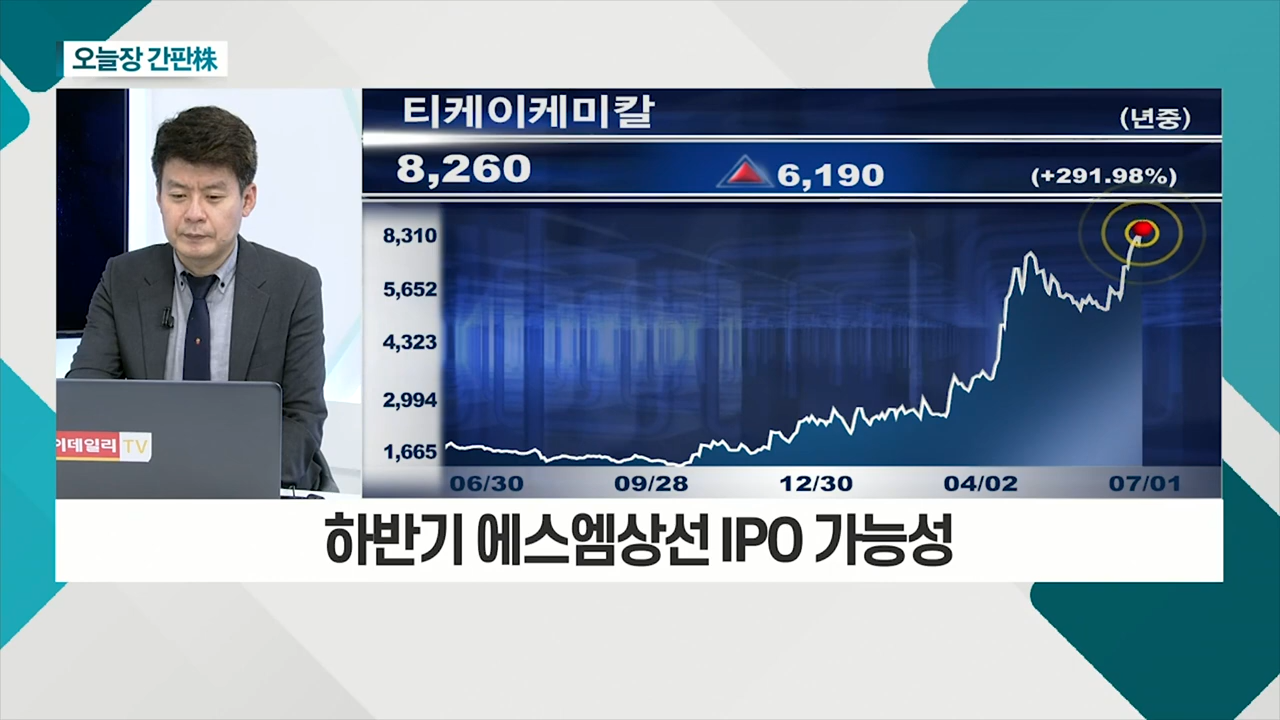 오늘장 간판株
티케이케미칼 (년중)
8,260 6,190 (+291.98%)
8,310
5,652
4,323
2,994
1,665
06/30 09/28 12/30 04/02 07/01
이데일리 TV
하반기 에스엠상선 IPO 가능성